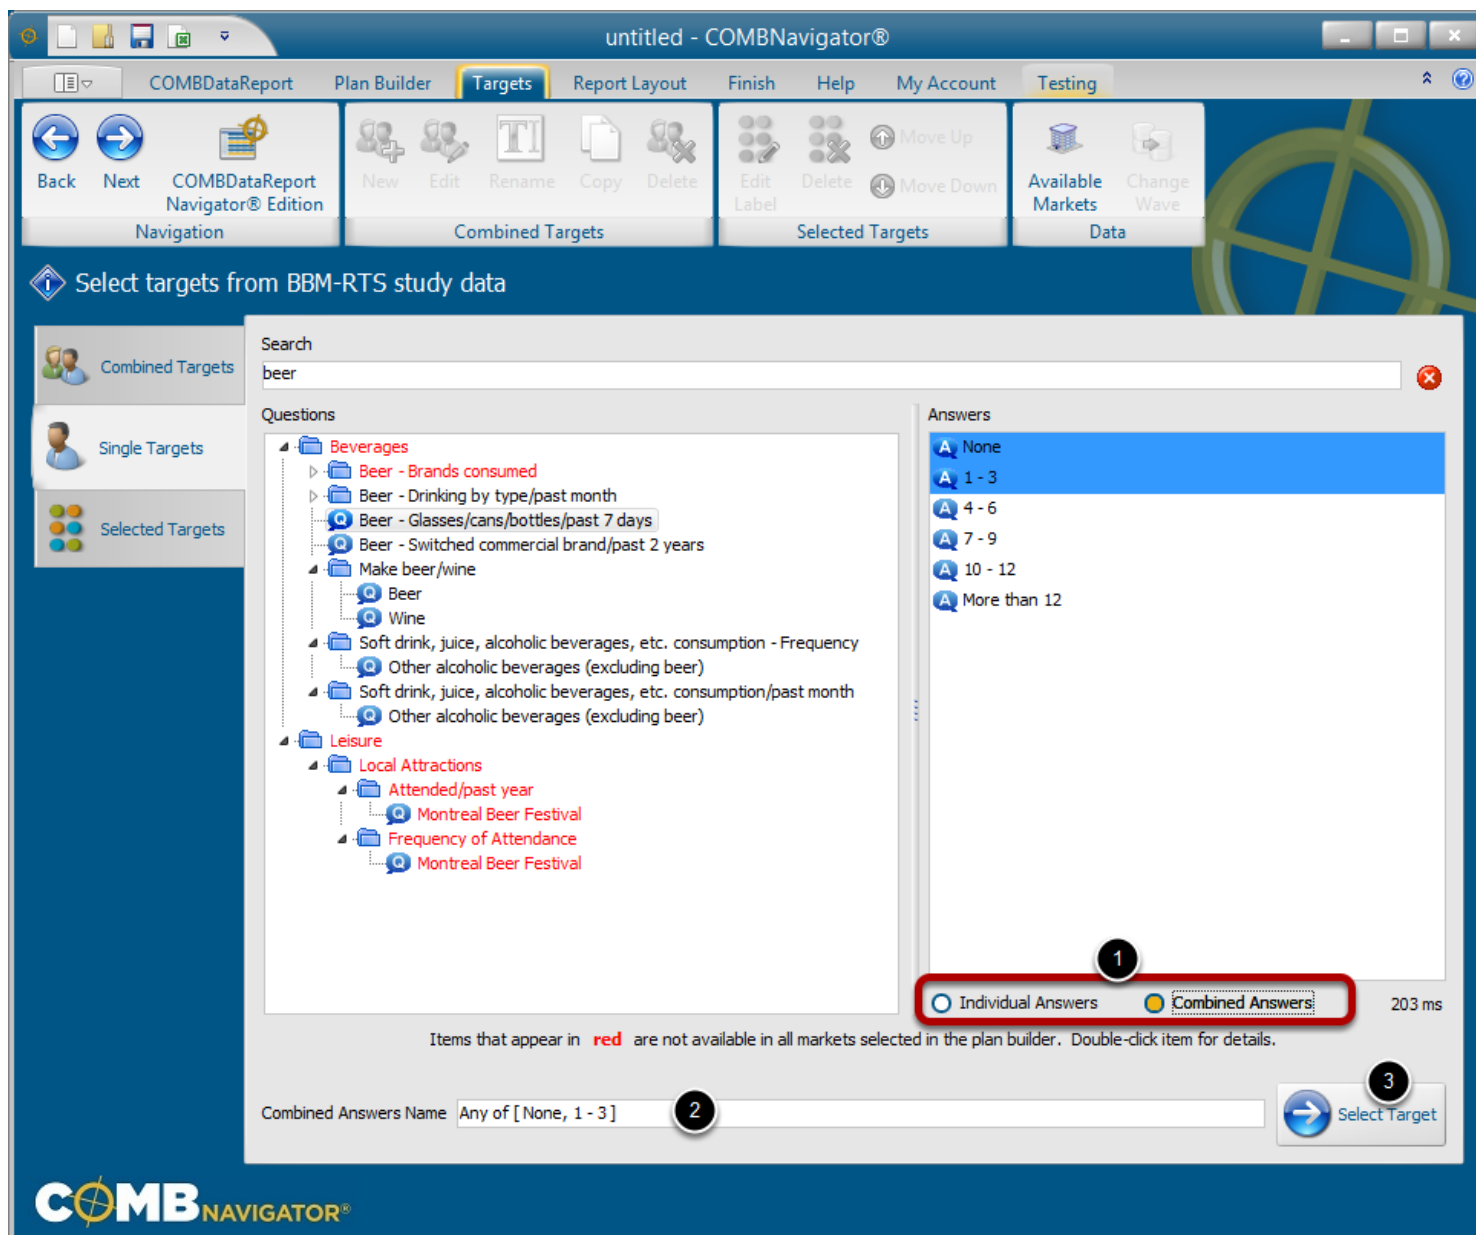 untitled - COMBNavigator®
COMBDataReport Plan Builder Targets Report Layout Finish Help My Account Testing
Back Next COMBDataReport Navigator® Edition
New Edit Rename Copy Delete
Edit Label Delete Move Up Move Down
Available Markets Change Wave
Navigation Combined Targets Selected Targets Data
Select targets from BBM-RTS study data
Combined Targets
Single Targets
Selected Targets
Search
beer
Questions
Beverages
Beer - Brands consumed
Beer - Drinking by type/past month
Q Beer - Glasses/cans/bottles/past 7 days
Q Beer - Switched commercial brand/past 2 years
Make beer/wine
Q Beer
Q Wine
Soft drink, juice, alcoholic beverages, etc. consumption - Frequency
Q Other alcoholic beverages (excluding beer)
Soft drink, juice, alcoholic beverages, etc. consumption/past month
Q Other alcoholic beverages (excluding beer)
Leisure
Local Attractions
Attended/past year
Q Montreal Beer Festival
Frequency of Attendance
Q Montreal Beer Festival
Answers
A None
A 1 - 3
A 4 - 6
A 7 - 9
A 10 - 12
A More than 12
1
Individual Answers Combined Answers 203 ms
Items that appear in red are not available in all markets selected in the plan builder. Double-click item for details.
Combined Answers Name Any of [ None, 1 - 3 ] 2
3
Select Target
COMB NAVIGATOR®